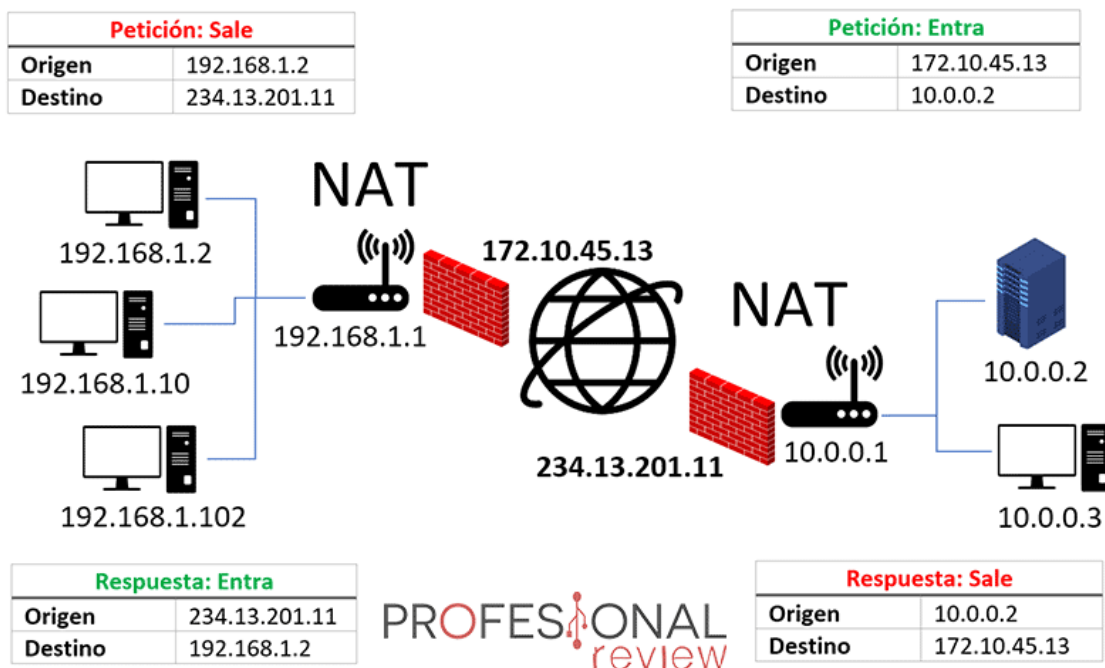 Petición: Sale
Origen 192.168.1.2
Destino 234.13.201.11
Petición: Entra
Origen 172.10.45.13
Destino 10.0.0.2
NAT
192.168.1.2
172.10.45.13
NAT
192.168.1.1
192.168.1.10
10.0.0.2
10.0.0.1
234.13.201.11
192.168.1.102
10.0.0.3
Respuesta: Entra
Origen 234.13.201.11
Destino 192.168.1.2
PROFESIONAL
review
Respuesta: Sale
Origen 10.0.0.2
Destino 172.10.45.13